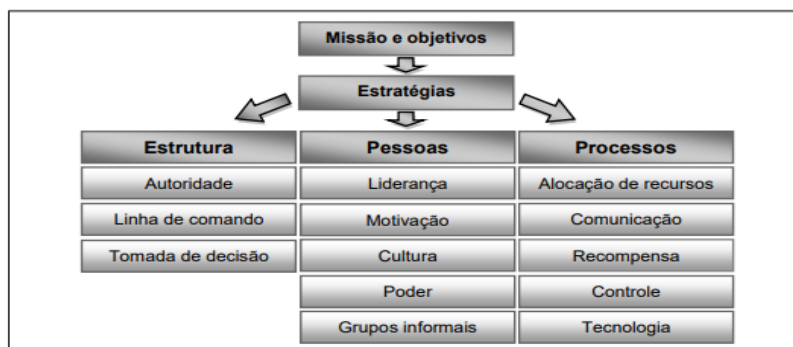 Missão e objetivos
Estratégias
Estrutura
Pessoas
Processos
Autoridade
Liderança
Alocação de recursos
Linha de comando
Motivação
Comunicação
Tomada de decisão
Cultura
Recompensa
Poder
Controle
Grupos informais
Tecnologia